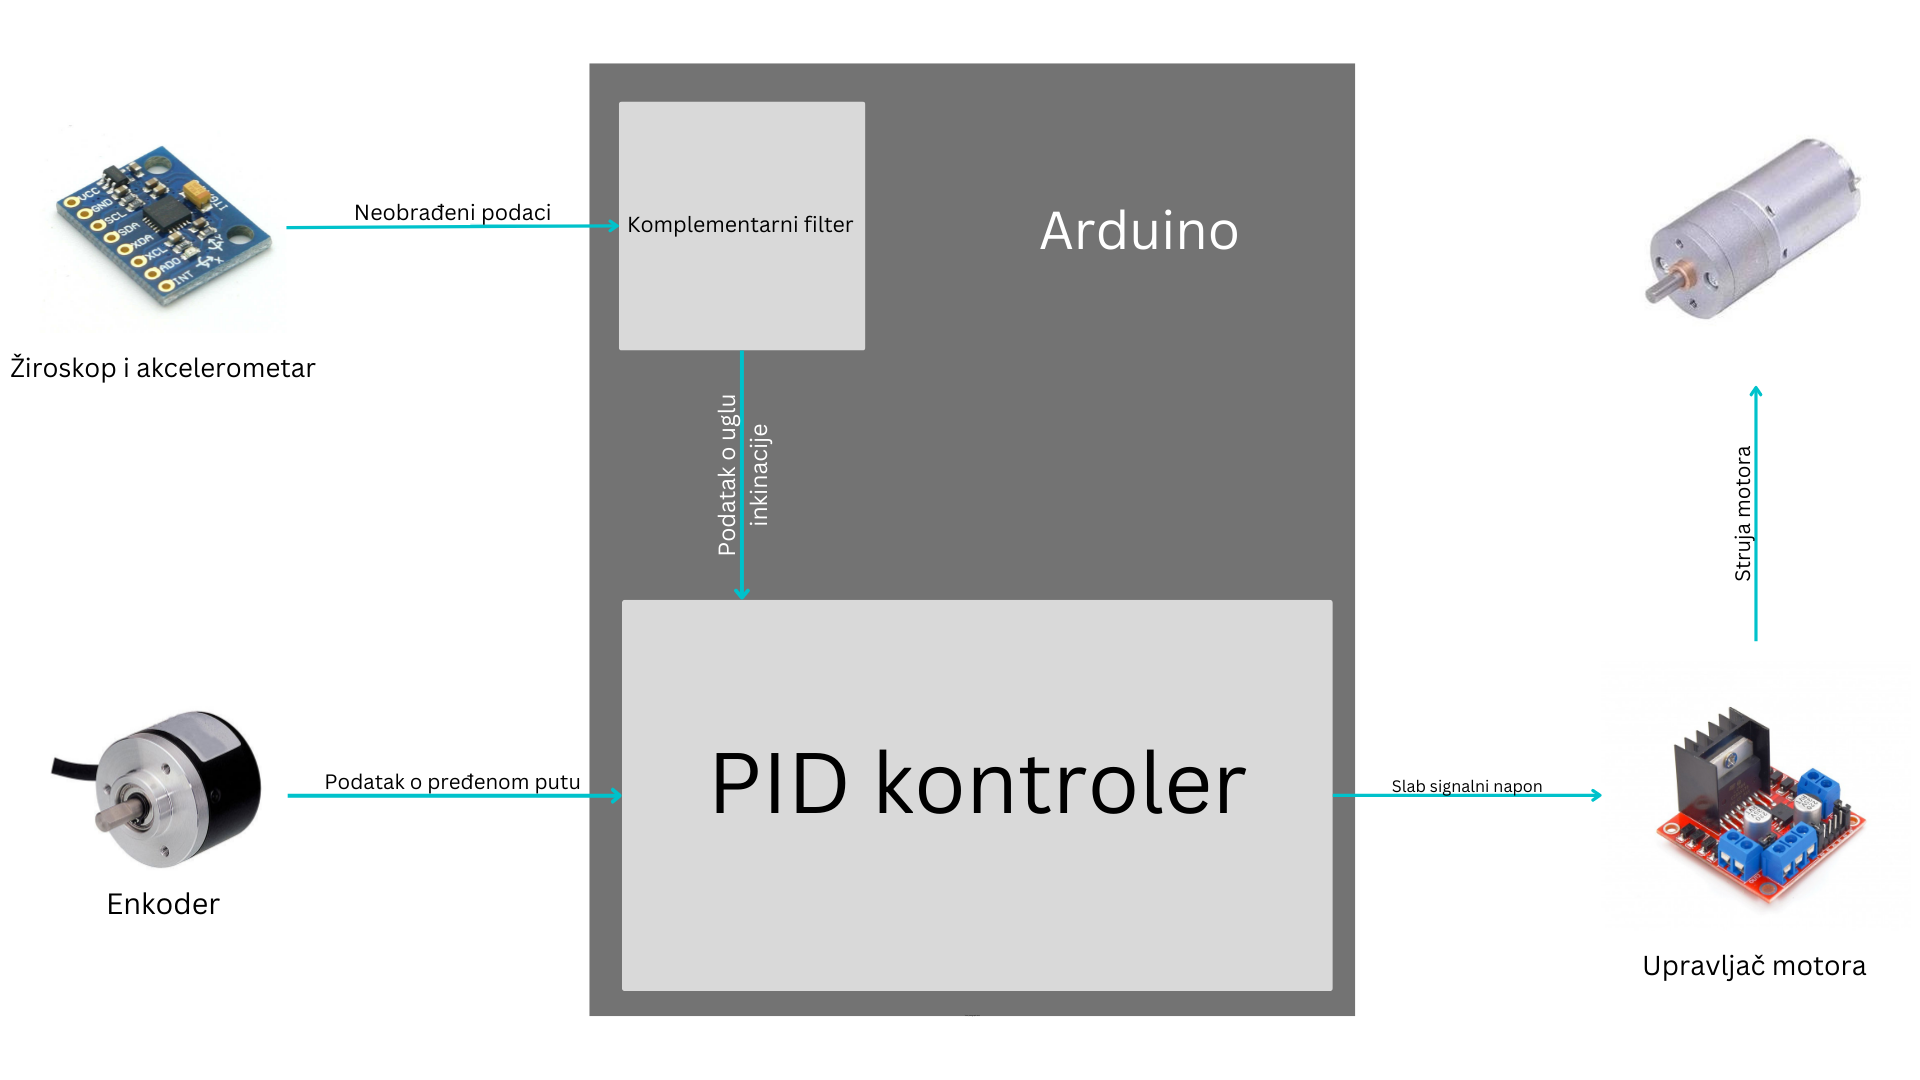 Neobrađeni podaci
Komplementarni filter
Arduino
VCC
GND
SCL
SDA
XDA
XCL
ADO
INT
Žiroskop i akcelerometar
Podatak o uglu
inkinacije
Struja motora
Podatak o pređenom putu
PID kontroler
Slab signalni napon
Enkoder
Upravljač motora